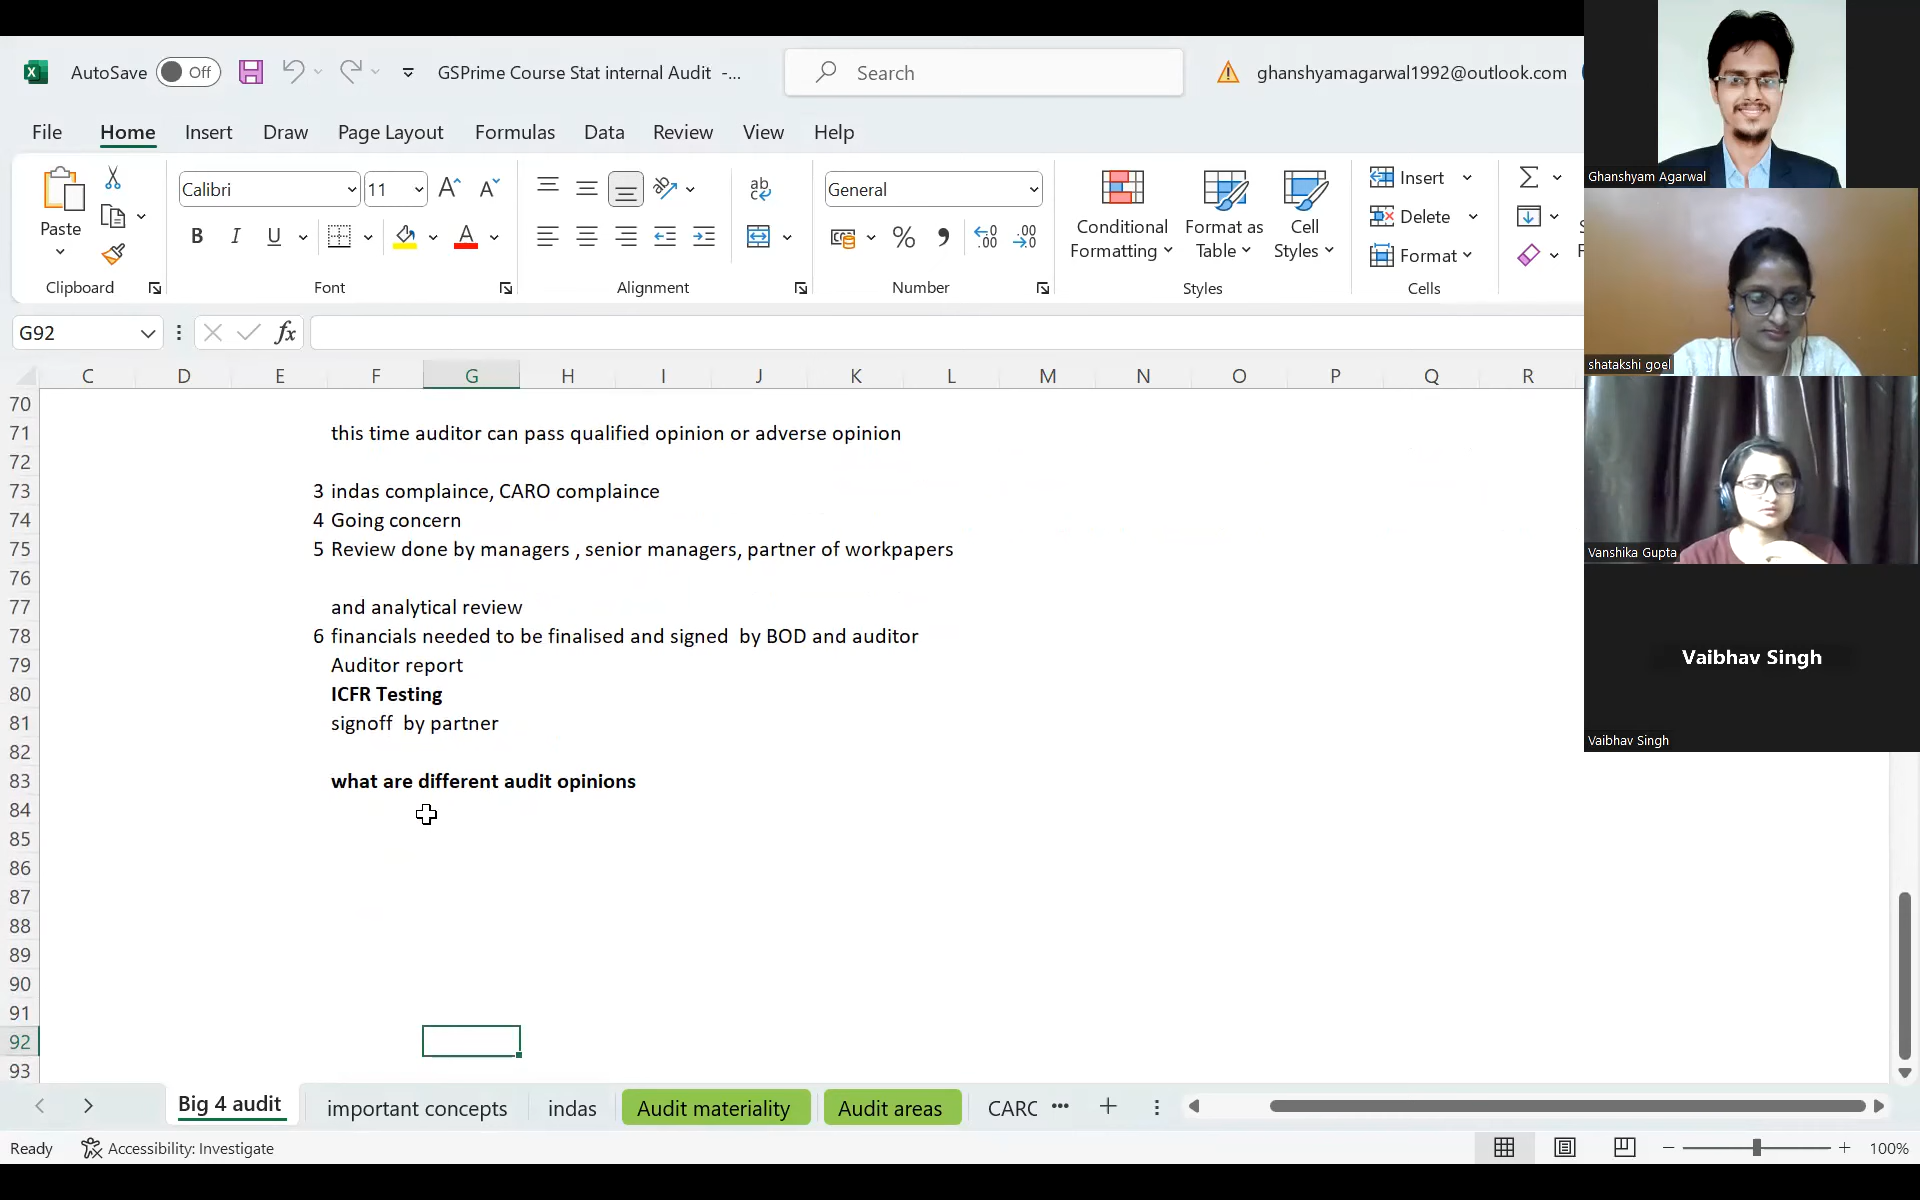 AutoSave Off GSPrime Course Stat internal Audit -... Search ghanshyamagarwal1992@outlook.com
File Home Insert Draw Page Layout Formulas Data Review View Help
Paste Calibri 11 General
Conditional Formatting Format as Table Cell Styles
Insert
Delete
Format
Clipboard Font Alignment Number Styles Cells
G92 fx
C D E F G H I J K L M N O P Q R
70
71 this time auditor can pass qualified opinion or adverse opinion
72
73 3 indas complaince, CARO complaince
74 4 Going concern
75 5 Review done by managers , senior managers, partner of workpapers
76
77 and analytical review
78 6 financials needed to be finalised and signed by BOD and auditor
79 Auditor report
80 ICFR Testing
81 signoff by partner
82
83 what are different audit opinions
84
85
86
87
88
89
90
91
92
93
Big 4 audit important concepts indas Audit materiality Audit areas CARC ...
Ready Accessibility: Investigate 100%
Ghanshyam Agarwal
shatakshi goel
Vanshika Gupta
Vaibhav Singh
Vaibhav Singh